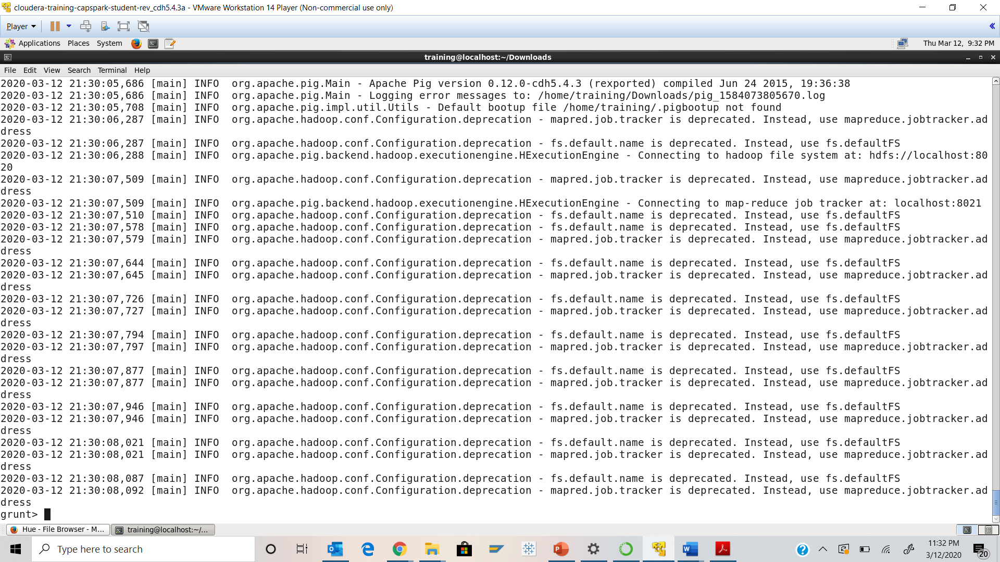 cloudera-training-capspark-student-rev_cdh5.4.3a - VMware Workstation 14 Player (Non-commercial use only)
Player
Applications Places System Thu Mar 12, 9:32 PM
training@localhost:~/Downloads
File Edit View Search Terminal Help
2020-03-12 21:30:05,686 [main] INFO  org.apache.pig.Main - Apache Pig version 0.12.0-cdh5.4.3 (rexported) compiled Jun 24 2015, 19:36:38
2020-03-12 21:30:05,686 [main] INFO  org.apache.pig.Main - Logging error messages to: /home/training/Downloads/pig_1584073805670.log
2020-03-12 21:30:05,708 [main] INFO  org.apache.pig.impl.util.Utils - Default bootup file /home/training/.pigbootup not found
2020-03-12 21:30:06,287 [main] INFO  org.apache.hadoop.conf.Configuration.deprecation - mapred.job.tracker is deprecated. Instead, use mapreduce.jobtracker.ad
dress
2020-03-12 21:30:06,287 [main] INFO  org.apache.hadoop.conf.Configuration.deprecation - fs.default.name is deprecated. Instead, use fs.defaultFS
2020-03-12 21:30:06,288 [main] INFO  org.apache.pig.backend.hadoop.executionengine.HExecutionEngine - Connecting to hadoop file system at: hdfs://localhost:80
20
2020-03-12 21:30:07,509 [main] INFO  org.apache.hadoop.conf.Configuration.deprecation - mapred.job.tracker is deprecated. Instead, use mapreduce.jobtracker.ad
dress
2020-03-12 21:30:07,509 [main] INFO  org.apache.pig.backend.hadoop.executionengine.HExecutionEngine - Connecting to map-reduce job tracker at: localhost:8021
2020-03-12 21:30:07,510 [main] INFO  org.apache.hadoop.conf.Configuration.deprecation - fs.default.name is deprecated. Instead, use fs.defaultFS
2020-03-12 21:30:07,578 [main] INFO  org.apache.hadoop.conf.Configuration.deprecation - fs.default.name is deprecated. Instead, use fs.defaultFS
2020-03-12 21:30:07,579 [main] INFO  org.apache.hadoop.conf.Configuration.deprecation - mapred.job.tracker is deprecated. Instead, use mapreduce.jobtracker.ad
dress
2020-03-12 21:30:07,644 [main] INFO  org.apache.hadoop.conf.Configuration.deprecation - fs.default.name is deprecated. Instead, use fs.defaultFS
2020-03-12 21:30:07,645 [main] INFO  org.apache.hadoop.conf.Configuration.deprecation - mapred.job.tracker is deprecated. Instead, use mapreduce.jobtracker.ad
dress
2020-03-12 21:30:07,726 [main] INFO  org.apache.hadoop.conf.Configuration.deprecation - fs.default.name is deprecated. Instead, use fs.defaultFS
2020-03-12 21:30:07,727 [main] INFO  org.apache.hadoop.conf.Configuration.deprecation - mapred.job.tracker is deprecated. Instead, use mapreduce.jobtracker.ad
dress
2020-03-12 21:30:07,794 [main] INFO  org.apache.hadoop.conf.Configuration.deprecation - fs.default.name is deprecated. Instead, use fs.defaultFS
2020-03-12 21:30:07,797 [main] INFO  org.apache.hadoop.conf.Configuration.deprecation - mapred.job.tracker is deprecated. Instead, use mapreduce.jobtracker.ad
dress
2020-03-12 21:30:07,877 [main] INFO  org.apache.hadoop.conf.Configuration.deprecation - fs.default.name is deprecated. Instead, use fs.defaultFS
2020-03-12 21:30:07,877 [main] INFO  org.apache.hadoop.conf.Configuration.deprecation - mapred.job.tracker is deprecated. Instead, use mapreduce.jobtracker.ad
dress
2020-03-12 21:30:07,946 [main] INFO  org.apache.hadoop.conf.Configuration.deprecation - fs.default.name is deprecated. Instead, use fs.defaultFS
2020-03-12 21:30:07,946 [main] INFO  org.apache.hadoop.conf.Configuration.deprecation - mapred.job.tracker is deprecated. Instead, use mapreduce.jobtracker.ad
dress
2020-03-12 21:30:08,021 [main] INFO  org.apache.hadoop.conf.Configuration.deprecation - fs.default.name is deprecated. Instead, use fs.defaultFS
2020-03-12 21:30:08,021 [main] INFO  org.apache.hadoop.conf.Configuration.deprecation - mapred.job.tracker is deprecated. Instead, use mapreduce.jobtracker.ad
dress
2020-03-12 21:30:08,087 [main] INFO  org.apache.hadoop.conf.Configuration.deprecation - fs.default.name is deprecated. Instead, use fs.defaultFS
2020-03-12 21:30:08,092 [main] INFO  org.apache.hadoop.conf.Configuration.deprecation - mapred.job.tracker is deprecated. Instead, use mapreduce.jobtracker.ad
dress
grunt>
Hue - File Browser - M... training@localhost:~/...
Type here to search
11:32 PM
3/12/2020
20